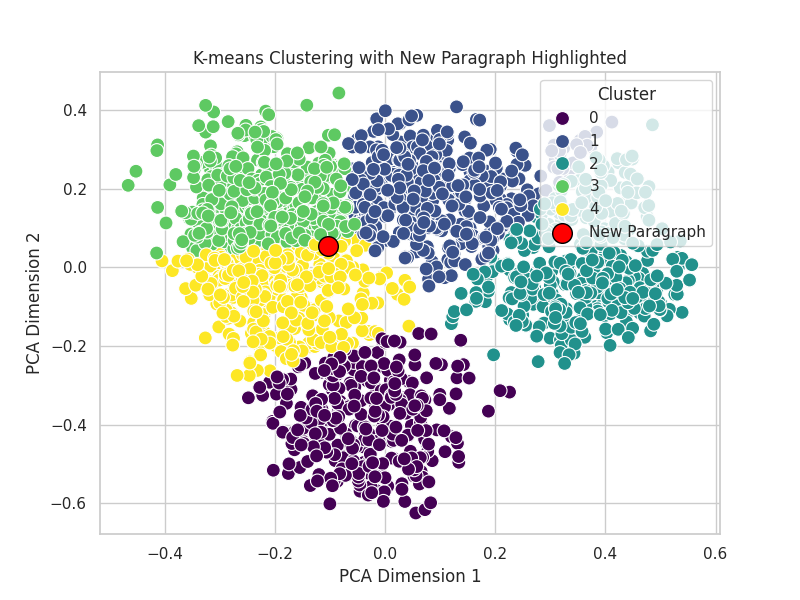 K-means Clustering with New Paragraph Highlighted
Cluster
0
1
2
3
4
New Paragraph
0.4
0.2
0.0
−0.2
−0.4
−0.6
PCA Dimension 2
−0.4 −0.2 0.0 0.2 0.4 0.6
PCA Dimension 1